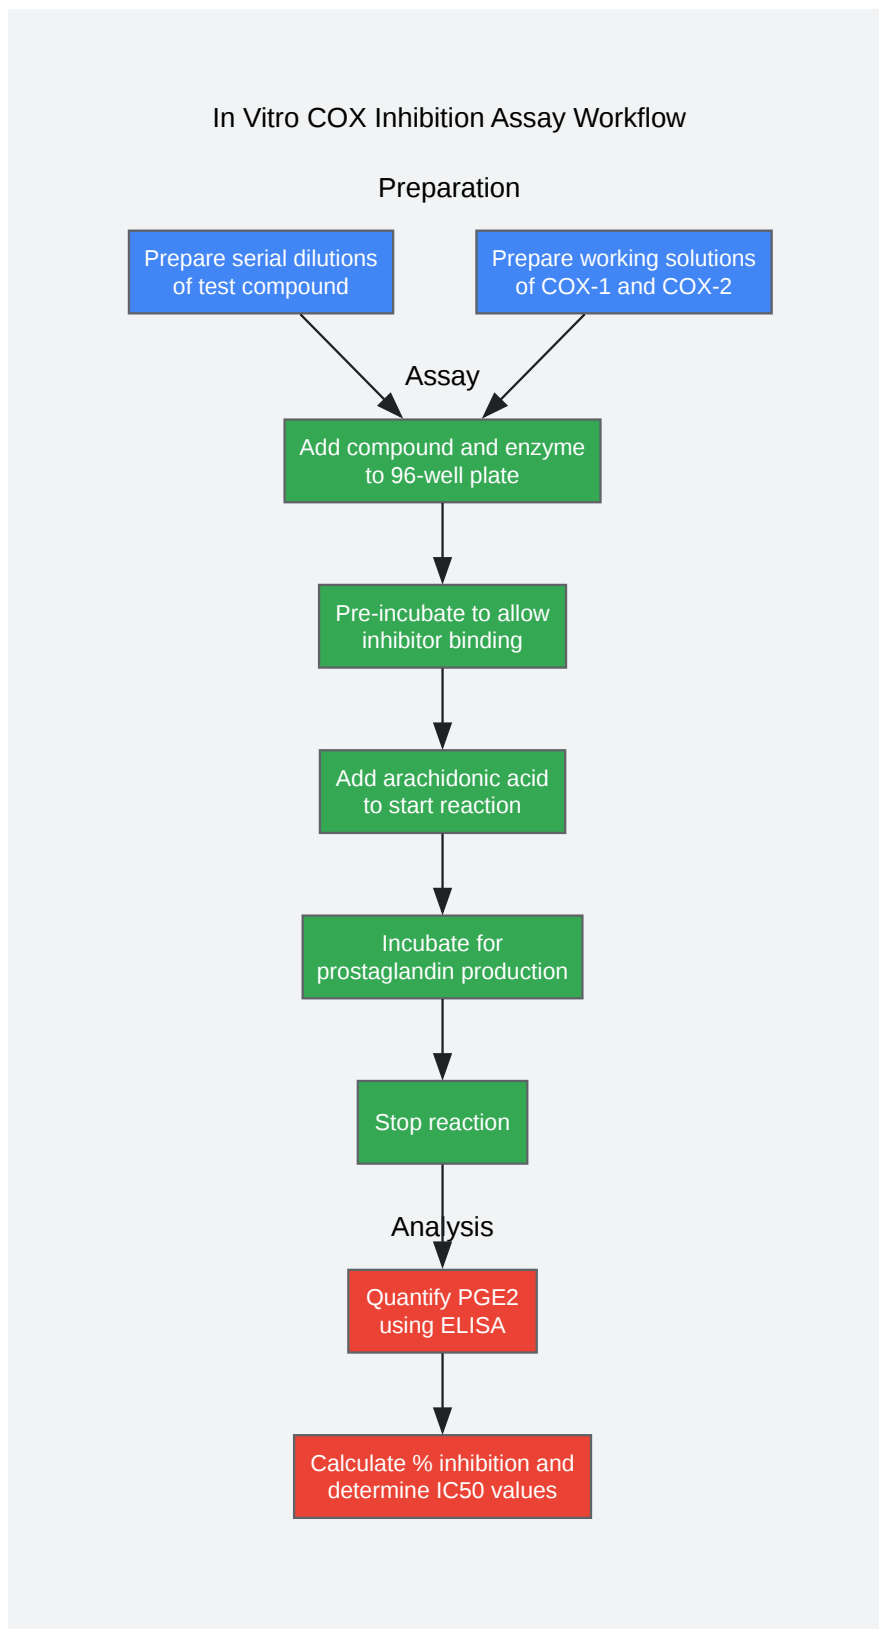 In Vitro COX Inhibition Assay Workflow
Preparation
Prepare serial dilutions
of test compound
Prepare working solutions
of COX-1 and COX-2
Assay
Add compound and enzyme
to 96-well plate
Pre-incubate to allow
inhibitor binding
Add arachidonic acid
to start reaction
Incubate for
prostaglandin production
Stop reaction
Analysis
Quantify PGE2
using ELISA
Calculate % inhibition and
determine IC50 values